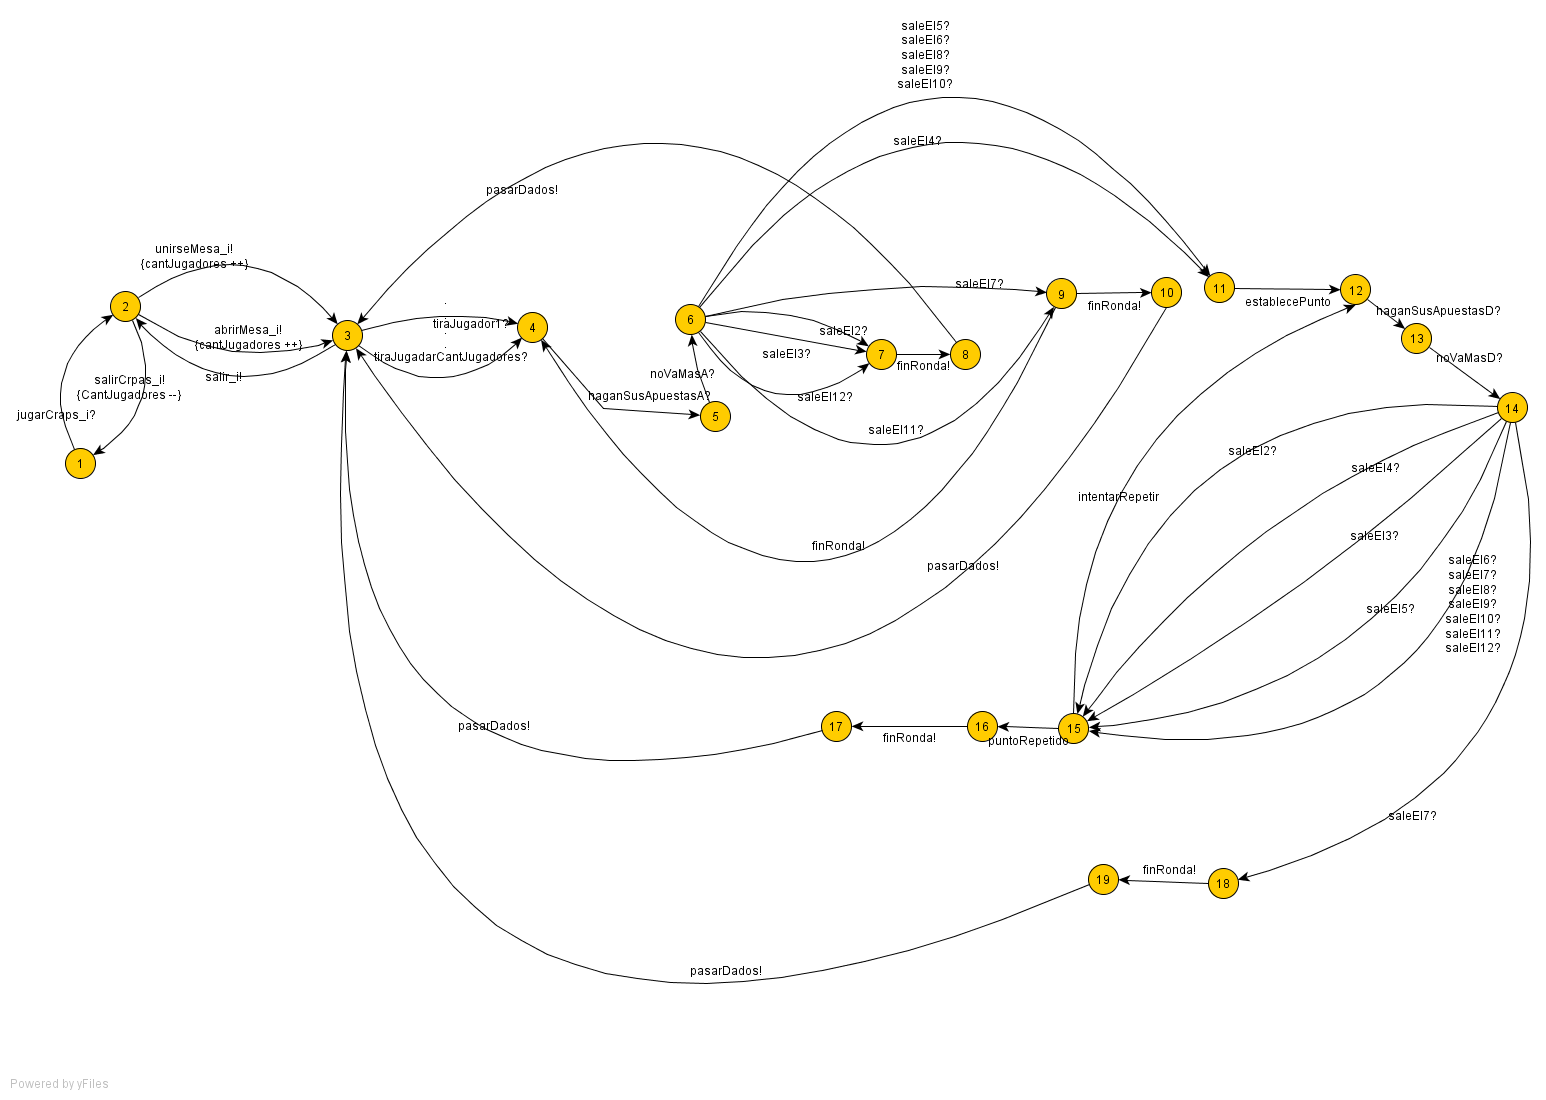 saleEl5?
saleEl6?
saleEl8?
saleEl9?
saleEl10?
saleEl4?
pasarDados!
unirseMesa_i!
{cantJugadores ++}
saleEl7?
9
10
11
12
finRonda!
establecePunto
haganSusApuestasD?
2
abrirMesa_i!
{cantJugadores ++}
3
.
tiraJugador1?
.
.
tiraJugadarCantJugadores?
4
6
saleEl2?
saleEl3?
7
8
finRonda!
13
noVaMasD?
salir_i!
salirCrpas_i!
{CantJugadores --}
noVaMasA?
haganSusApuestasA?
5
saleEl12?
saleEl11?
14
jugarCraps_i?
1
saleEl2?
saleEl4?
intentarRepetir
saleEl3?
finRonda!
pasarDados!
saleEl6?
saleEl7?
saleEl8?
saleEl9?
saleEl10?
saleEl11?
saleEl12?
saleEl5?
pasarDados!
17
finRonda!
16
puntoRepetido
15
saleEl7?
finRonda!
19
18
pasarDados!
Powered by yFiles